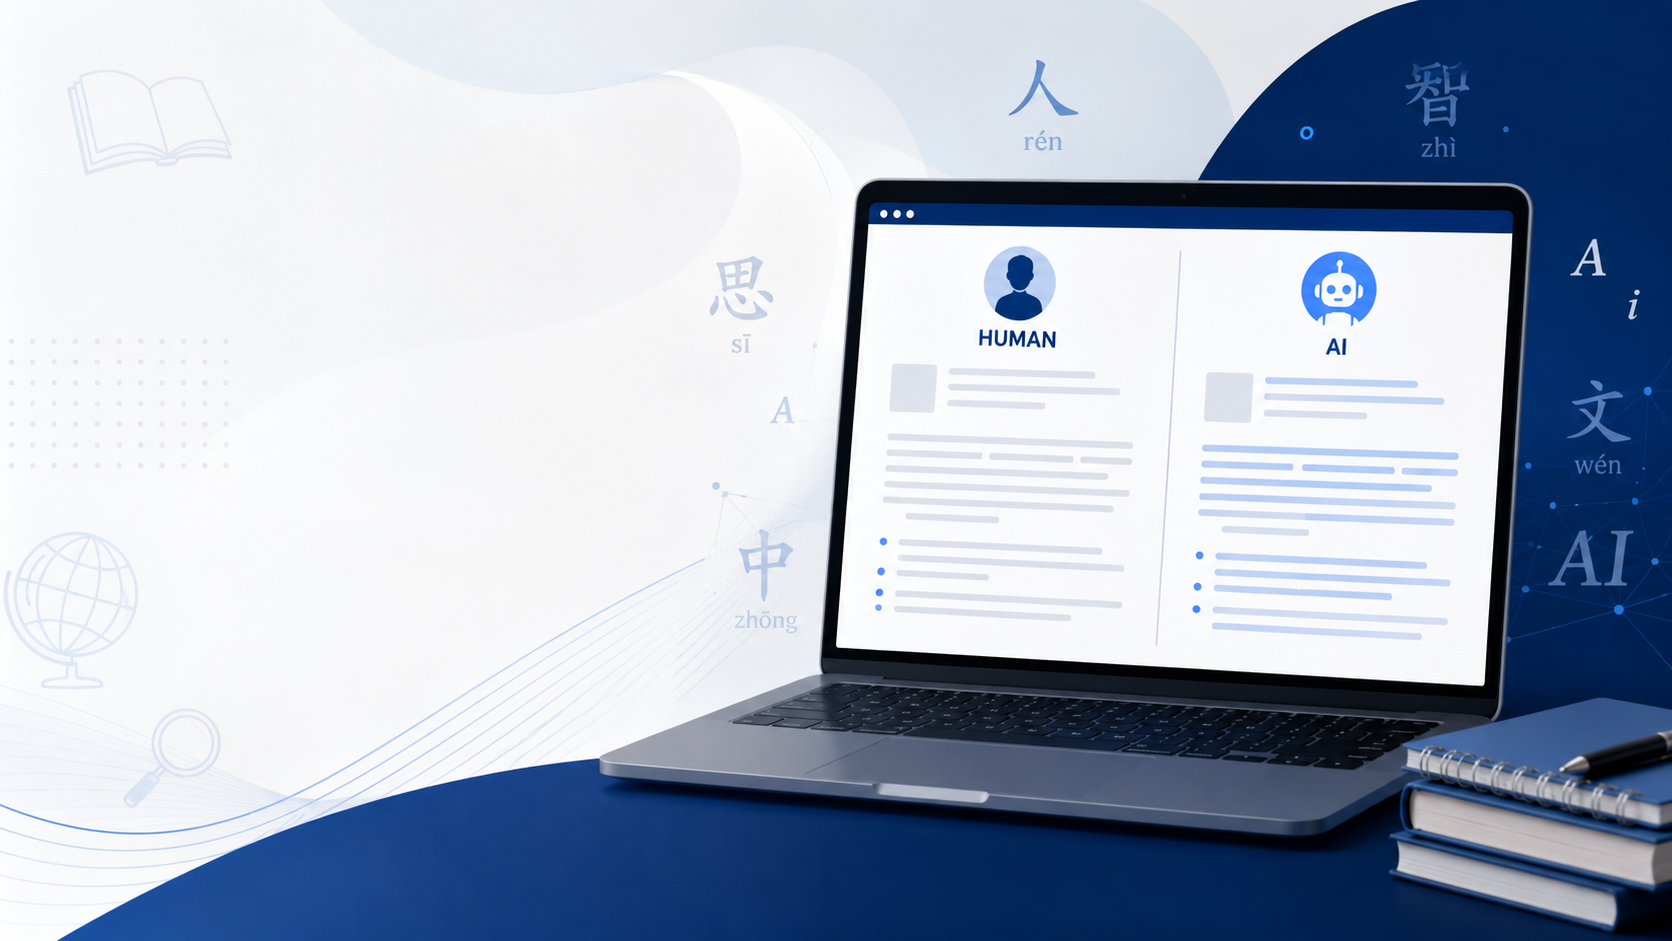 人
rén
智
zhì
思
sī
A
中
zhōng
HUMAN
AI
A
i
文
wén
AI